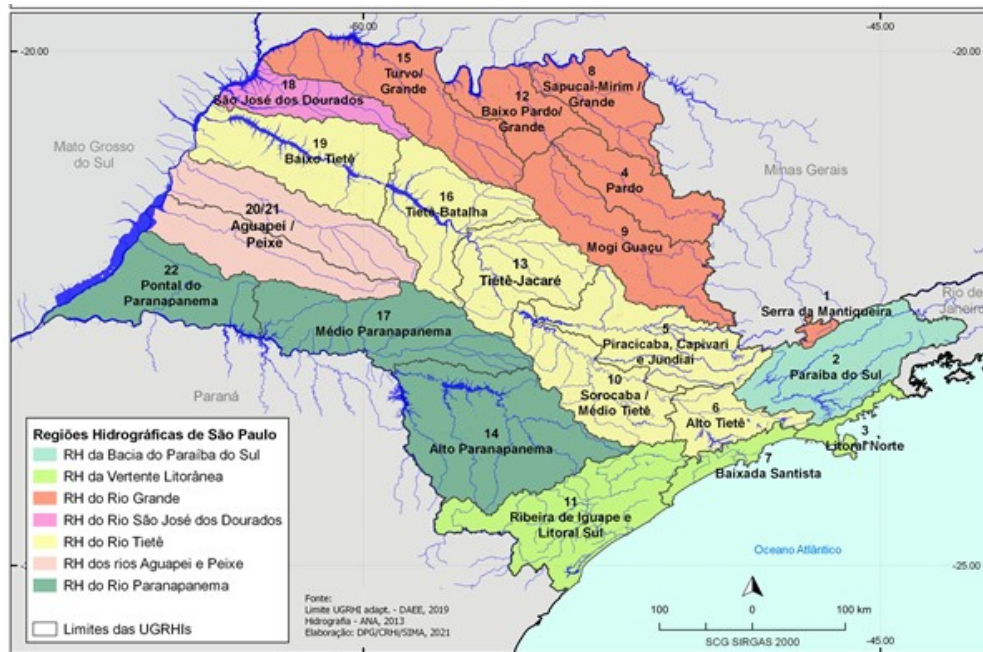 -50.00
-45.00
-20.00
-20.00
15
Turvo/
Grande
8
Sapucaí-Mirim /
Grande
18
São José dos Dourados
12
Baixo Pardo/
Grande
Mato Grosso
do Sul
19
Baixo Tietê
4
Pardo
Minas Gerais
16
Tietê-Batalha
20/21
Aguapeí /
Peixe
9
Mogi Guaçu
13
Tietê-Jacaré
22
Pontal do
Paranapanema
1
Serra da Mantiqueira
Rio de
Janeiro
17
Médio Paranapanema
5
Piracicaba, Capivari
e Jundiaí
2
Paraíba do Sul
10
Sorocaba /
Médio Tietê
6
Alto Tietê
Paraná
3
Litoral Norte
14
Alto Paranapanema
7
Baixada Santista
11
Ribeira de Iguape e
Litoral Sul
Oceano Atlântico
Regiões Hidrográficas de São Paulo
RH da Bacia do Paraíba do Sul
RH da Vertente Litorânea
RH do Rio Grande
RH do Rio São José dos Dourados
RH do Rio Tietê
RH dos rios Aguapeí e Peixe
RH do Rio Paranapanema
Limites das UGRHIs
-25.00
Fonte:
Limite UGRHI adapt. - DAEE, 2019
Hidrografia - ANA, 2013
Elaboração: DPG/CRHi/SIMA, 2021
100 0 100 km
SCG SIRGAS 2000
-45.00